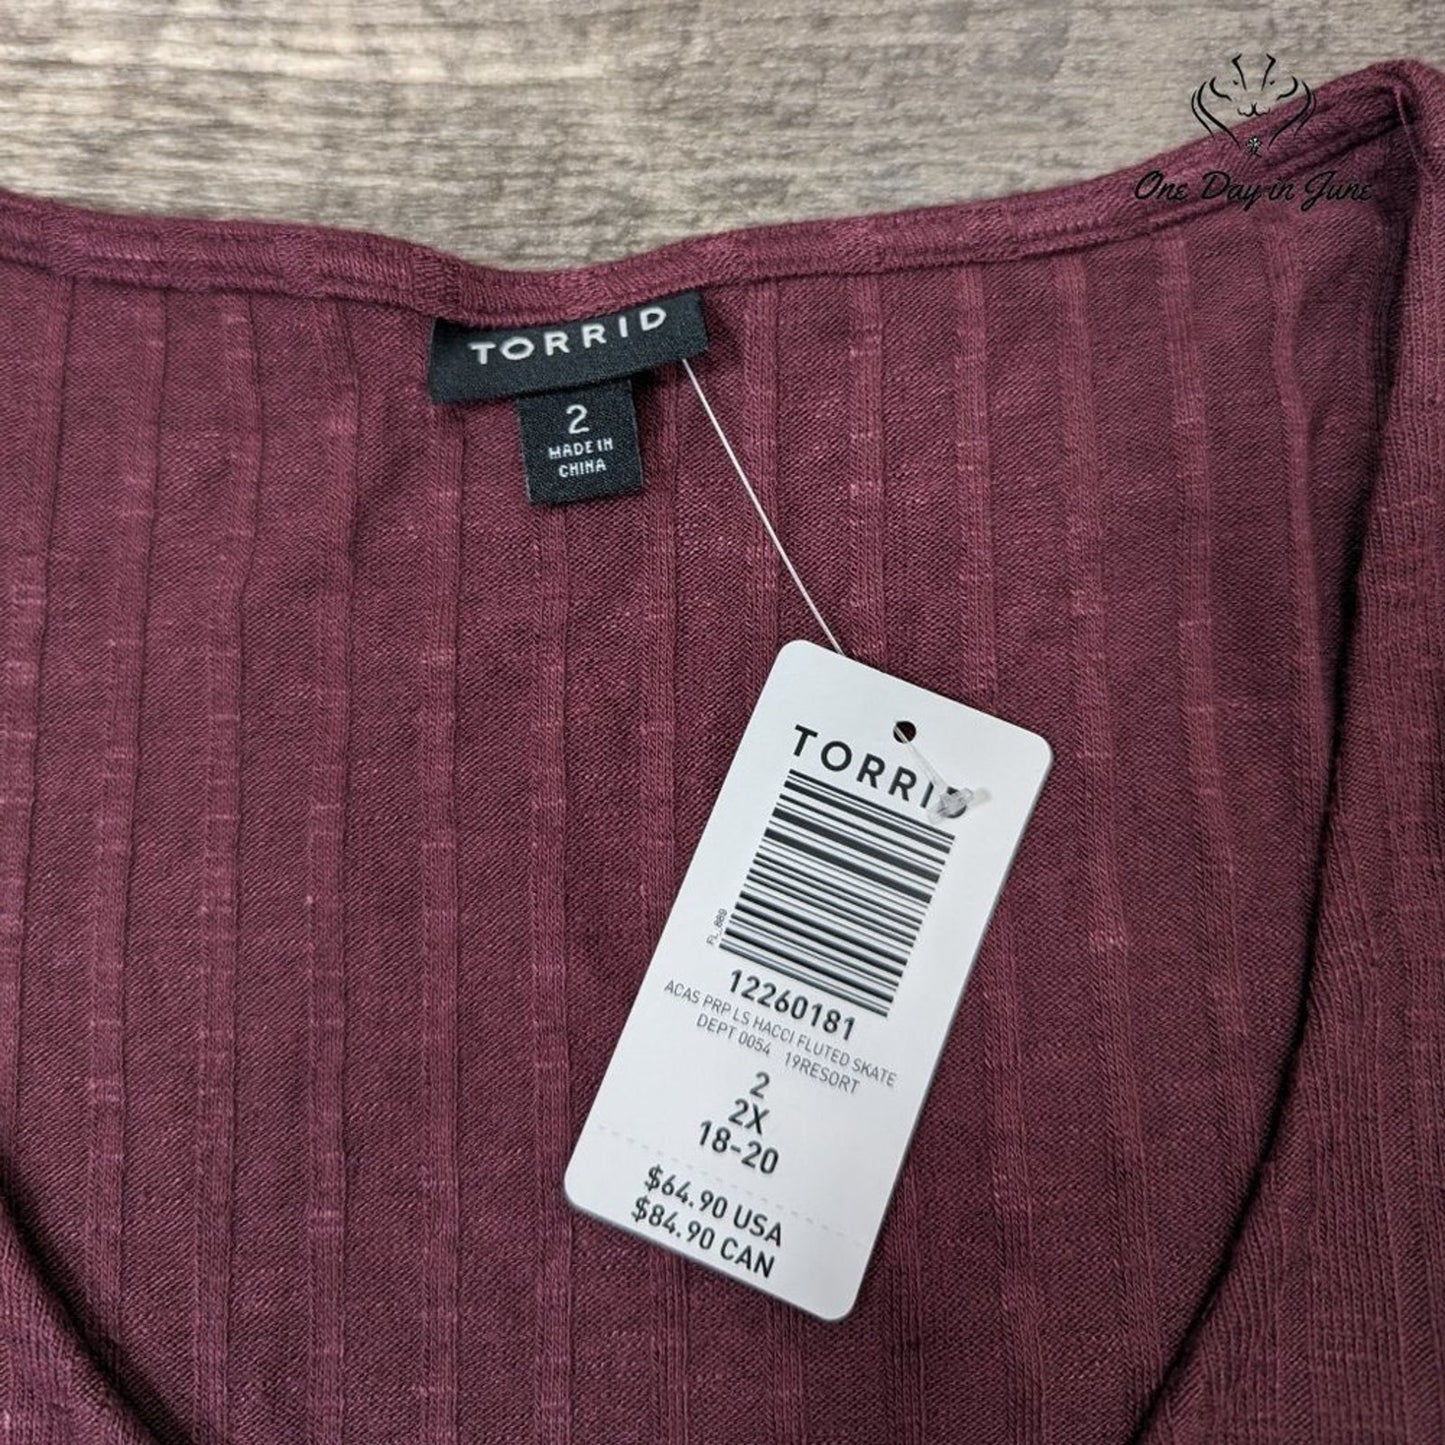 One Day in June
TORRID
2
MADE IN
CHINA
TORRID
FL_889
12260181
ACAS PRP LS HACCI FLUTED SKATE
DEPT 0054 19RESORT
2
2X
18-20
$64.90 USA
$84.90 CAN